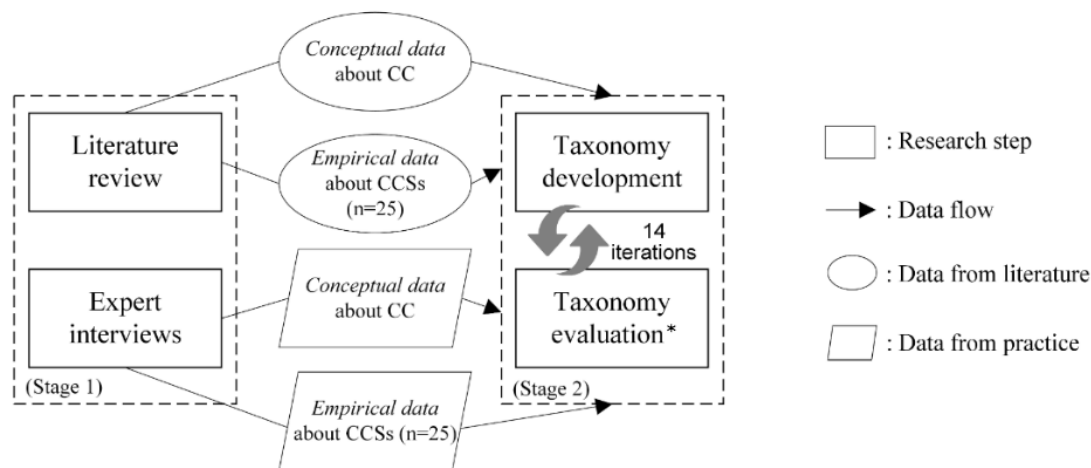 Conceptual data
about CC
Literature
review
Empirical data
about CCSs
(n=25)
Taxonomy
development
14
iterations
Expert
interviews
Conceptual data
about CC
Taxonomy
evaluation*
(Stage 1)
(Stage 2)
Empirical data
about CCSs (n=25)
: Research step
: Data flow
: Data from literature
: Data from practice